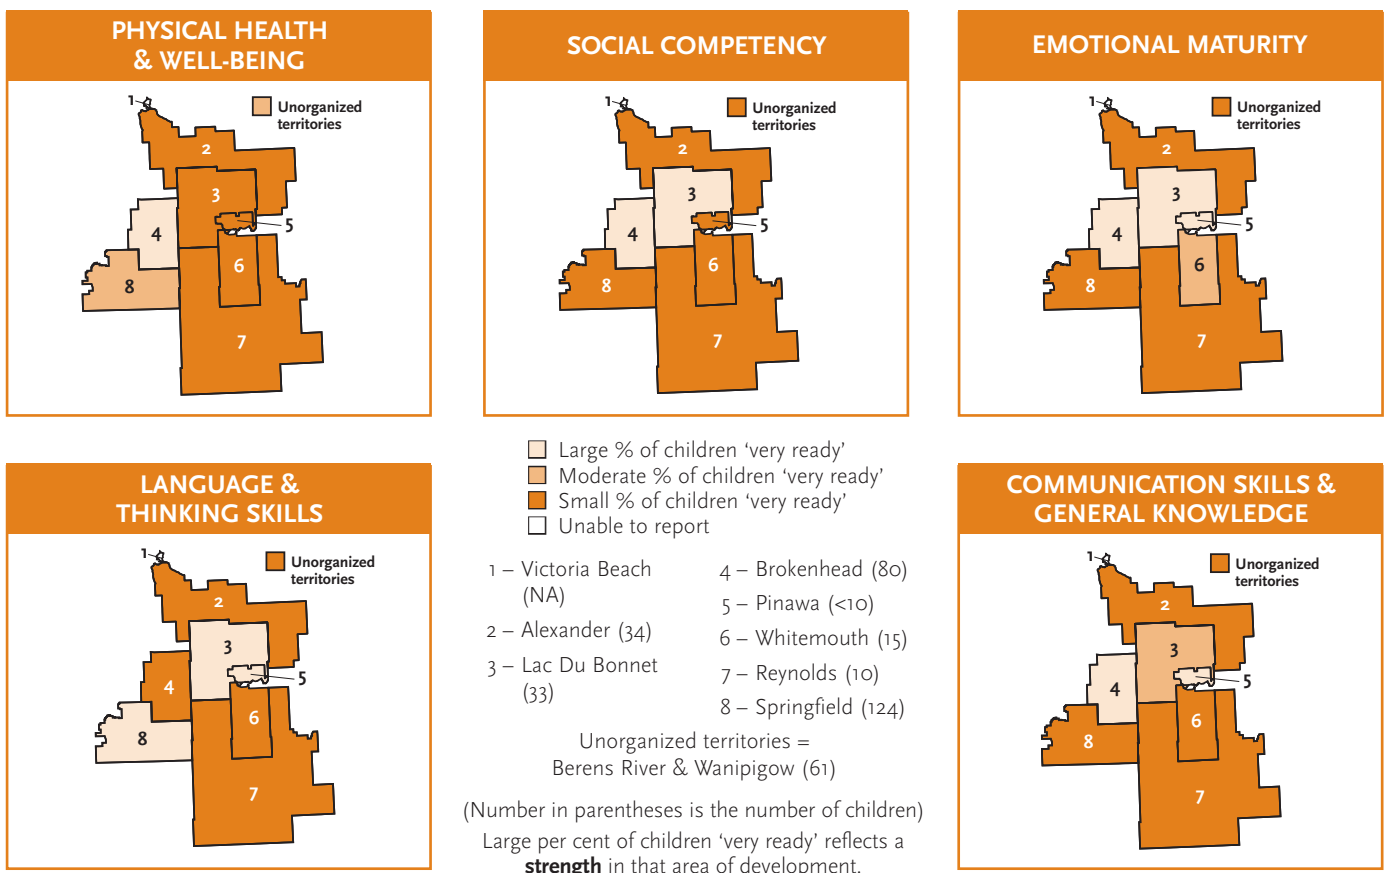 PHYSICAL HEALTH
& WELL-BEING
1
Unorganized
territories
2
3
5
4
6
8
7
SOCIAL COMPETENCY
1
Unorganized
territories
2
3
5
4
6
8
7
EMOTIONAL MATURITY
1
Unorganized
territories
2
3
5
4
6
8
7
Large % of children ‘very ready’
Moderate % of children ‘very ready’
Small % of children ‘very ready’
Unable to report
LANGUAGE &
THINKING SKILLS
1
Unorganized
territories
2
3
5
4
6
8
7
1 – Victoria Beach
(NA)
2 – Alexander (34)
3 – Lac Du Bonnet
(33)
4 – Brokenhead (80)
5 – Pinawa (<10)
6 – Whitemouth (15)
7 – Reynolds (10)
8 – Springfield (124)
Unorganized territories =
Berens River & Wanipigow (61)
(Number in parentheses is the number of children)
Large per cent of children ‘very ready’ reflects a
strength in that area of development.
COMMUNICATION SKILLS &
GENERAL KNOWLEDGE
1
Unorganized
territories
2
3
5
4
6
8
7